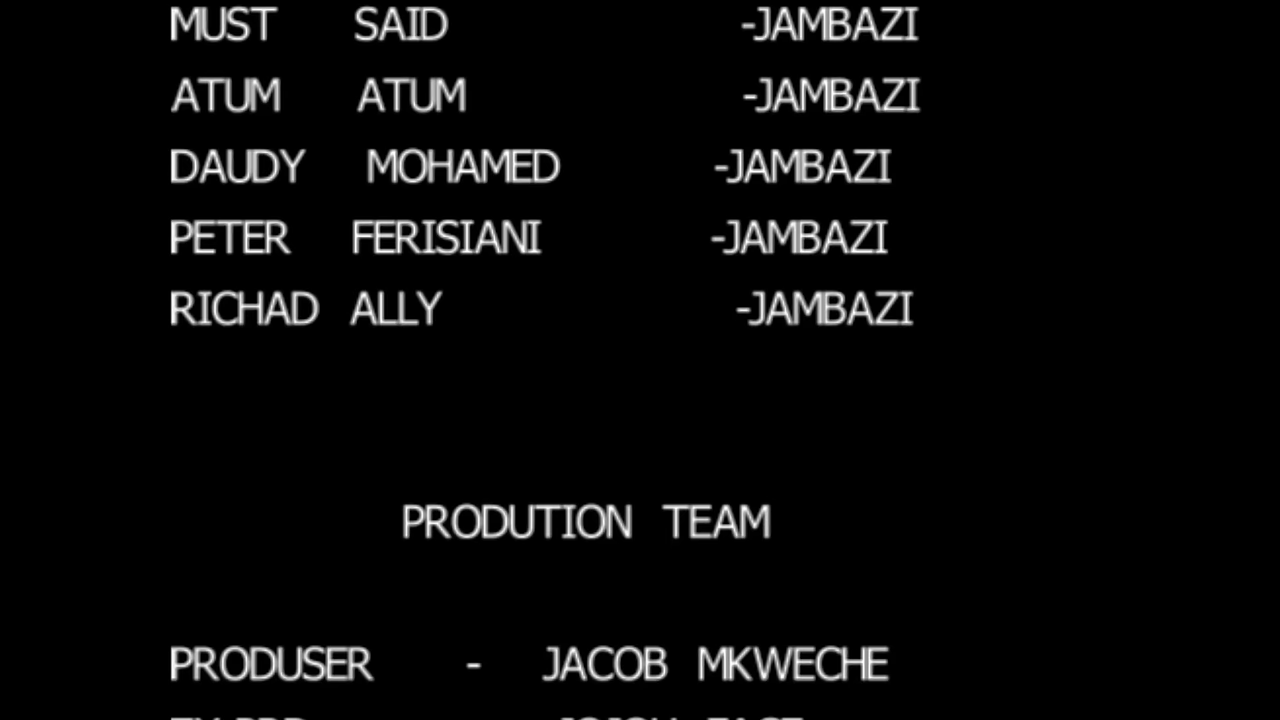 MUST SAID -JAMBAZI
ATUM ATUM -JAMBAZI
DAUDY MOHAMED -JAMBAZI
PETER FERISIANI -JAMBAZI
RICHAD ALLY -JAMBAZI
PRODUTION TEAM
PRODUSER - JACOB MKWECHE